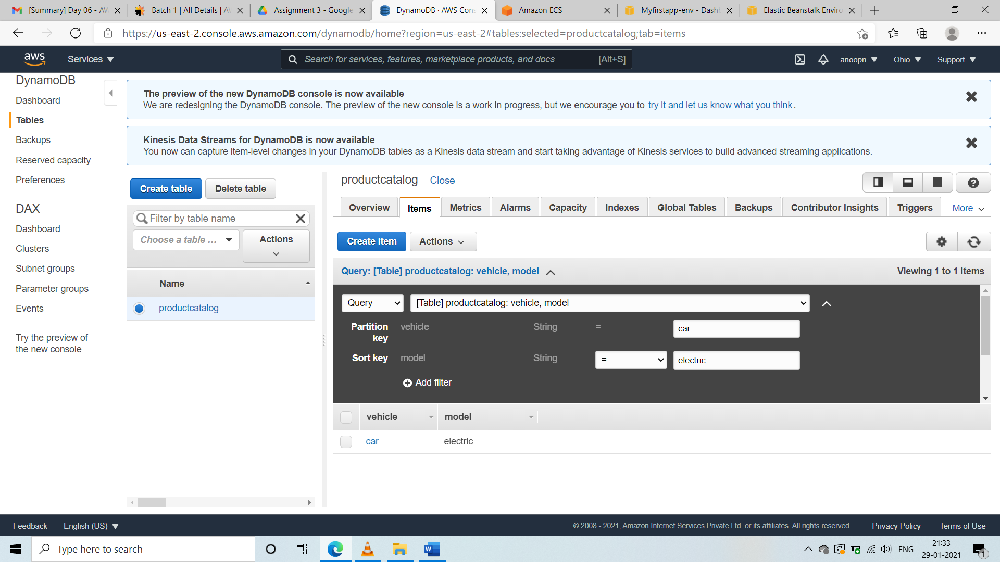 [Summary] Day 06 - AW
Batch 1 | All Details | AW
Assignment 3 - Google
DynamoDB · AWS Cons
Amazon ECS
Myfirstapp-env - Dashb
Elastic Beanstalk Enviro
https://us-east-2.console.aws.amazon.com/dynamodb/home?region=us-east-2#tables:selected=productcatalog;tab=items
aws
Services
Search for services, features, marketplace products, and docs
[Alt+S]
anoopn
Ohio
Support
DynamoDB
Dashboard
Tables
Backups
Reserved capacity
Preferences
DAX
Dashboard
Clusters
Subnet groups
Parameter groups
Events
Try the preview of
the new console
The preview of the new DynamoDB console is now available
We are redesigning the DynamoDB console. The preview of the new console is a work in progress, but we encourage you to try it and let us know what you think.
Kinesis Data Streams for DynamoDB is now available
You now can capture item-level changes in your DynamoDB tables as a Kinesis data stream and start taking advantage of Kinesis services to build advanced streaming applications.
Create table
Delete table
Filter by table name
Choose a table ...
Actions
Name
productcatalog
productcatalog
Close
Overview
Items
Metrics
Alarms
Capacity
Indexes
Global Tables
Backups
Contributor Insights
Triggers
More
Create item
Actions
Query: [Table] productcatalog: vehicle, model
Viewing 1 to 1 items
Query
[Table] productcatalog: vehicle, model
Partition
key
vehicle
String
=
car
Sort key
model
String
=
electric
Add filter
vehicle
model
car
electric
Feedback
English (US)
© 2008 - 2021, Amazon Internet Services Private Ltd. or its affiliates. All rights reserved.
Privacy Policy
Terms of Use
Type here to search
ENG
21:33
29-01-2021
1